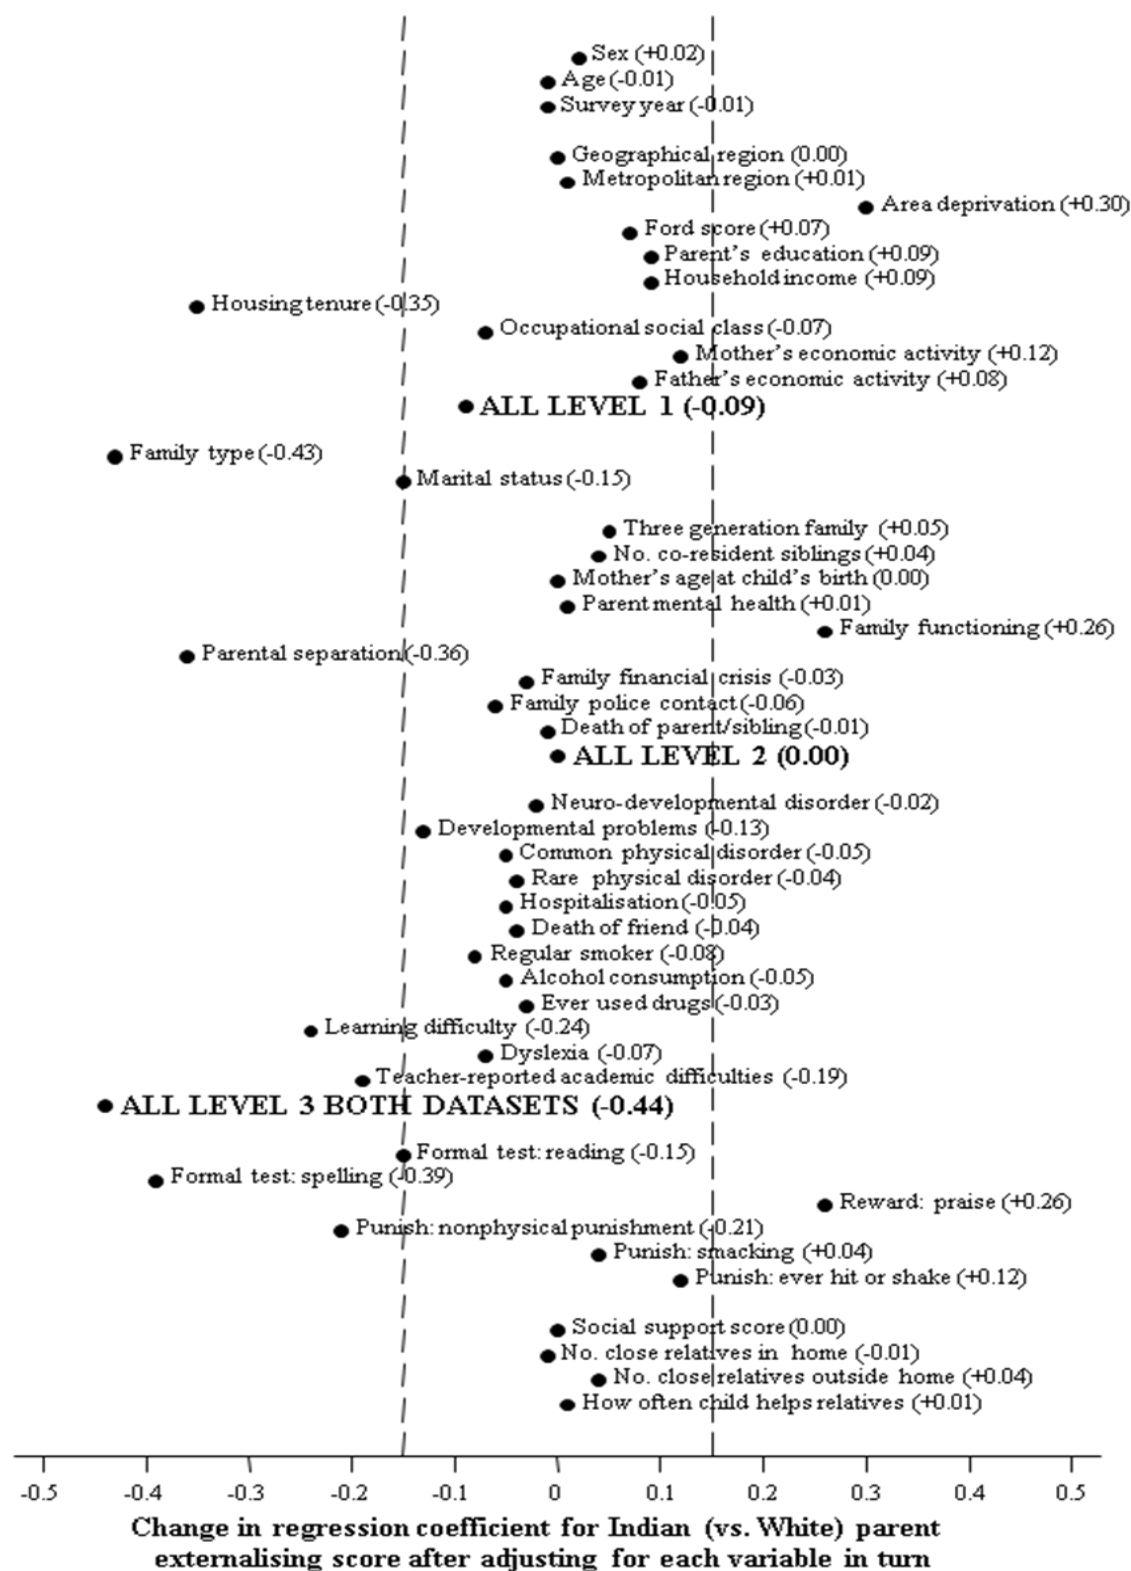 Sex (+0.02)
Age (-0.01)
Survey year (-0.01)
Geographical region (0.00)
Metropolitan region (+0.01)
Area deprivation (+0.30)
Ford score (+0.07)
Parent's education (+0.09)
Household income (+0.09)
Housing tenure (-0.35)
Occupational social class (-0.07)
Mother's economic activity (+0.12)
Father's economic activity (+0.08)
ALL LEVEL 1 (-0.09)
Family type (-0.43)
Marital status (-0.15)
Three generation family (+0.05)
No. co-resident siblings (+0.04)
Mother's age at child's birth (0.00)
Parent mental health (+0.01)
Family functioning (+0.26)
Parental separation (-0.36)
Family financial crisis (-0.03)
Family police contact (-0.06)
Death of parent/sibling (-0.01)
ALL LEVEL 2 (0.00)
Neuro-developmental disorder (-0.02)
Developmental problems (-0.13)
Common physical disorder (-0.05)
Rare physical disorder (-0.04)
Hospitalisation (-0.05)
Death of friend (-0.04)
Regular smoker (-0.08)
Alcohol consumption (-0.05)
Ever used drugs (-0.03)
Learning difficulty (-0.24)
Dyslexia (-0.07)
Teacher-reported academic difficulties (-0.19)
ALL LEVEL 3 BOTH DATASETS (-0.44)
Formal test: reading (-0.15)
Formal test: spelling (-0.39)
Reward: praise (+0.26)
Punish: nonphysical punishment (-0.21)
Punish: smacking (+0.04)
Punish: ever hit or shake (+0.12)
Social support score (0.00)
No. close relatives in home (-0.01)
No. close relatives outside home (+0.04)
How often child helps relatives (+0.01)
-0.5 -0.4 -0.3 -0.2 -0.1 0 0.1 0.2 0.3 0.4 0.5
Change in regression coefficient for Indian (vs. White) parent
externalising score after adjusting for each variable in turn